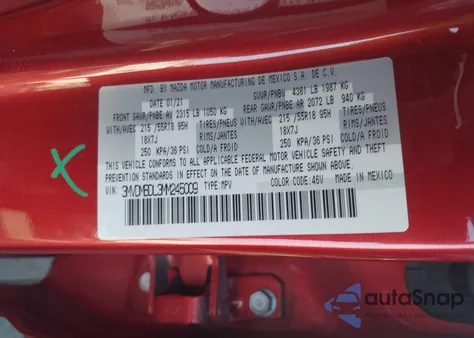 MFD. BY MAZDA MOTOR MANUFACTURING DE MEXICO S.A. DE C.V.
DATE 01/21 GVWR/PNBV 4381 LB 1987 KG
FRONT GAWR/PNBE AV 2315 LB 1050 KG REAR GAWR/PNBE AR 2072 LB 940 KG
WITH/AVEC 215 /55R18 95H TIRES/PNEUS WITH/AVEC 215 /55R18 95H TIRES/PNEUS
18X7J RIMS/JANTES 18X7J RIMS/JANTES
250 KPA/36 PSI COLD/A FROID 250 KPA/36 PSI COLD/A FROID
THIS VEHICLE CONFORMS TO ALL APPLICABLE FEDERAL MOTOR VEHICLE SAFETY AND THEFT
PREVENTION STANDARDS IN EFFECT ON THE DATE OF MANUFACTURE SHOWN ABOVE.
VIN: 3MVDMBDL3MM245009 TYPE: MPV COLOR CODE: 46V MADE IN MEXICO
X
autoSnap